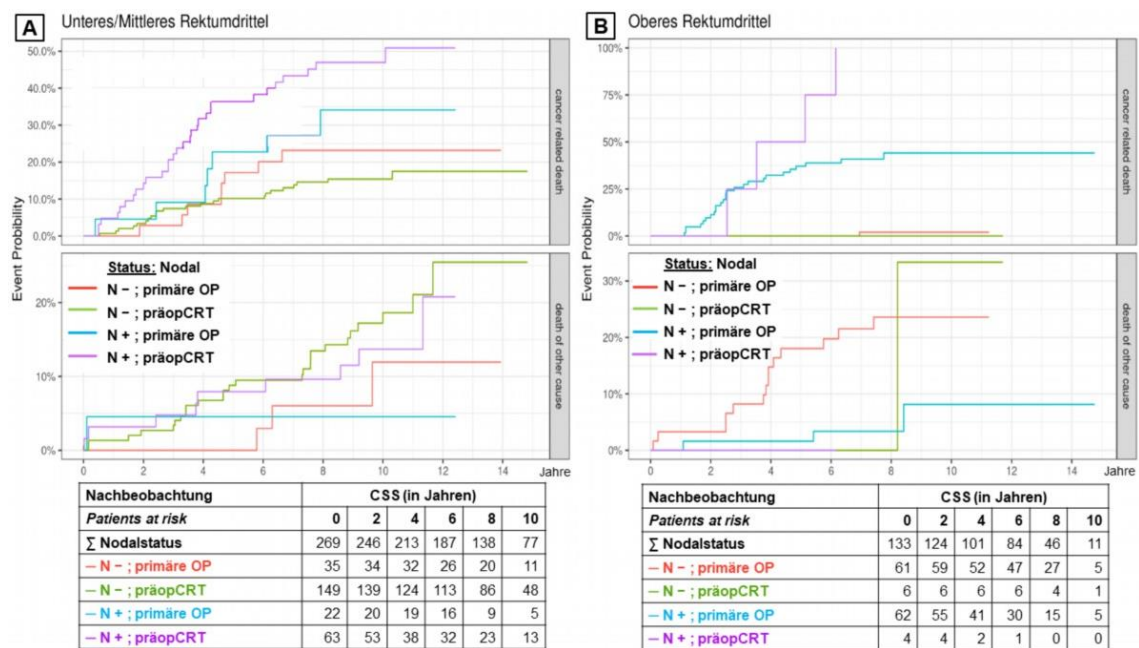 A Unteres/Mittleres Rektumdrittel
50.0%
40.0%
30.0%
20.0%
10.0%
0.0%
cancer related death
Event Probibility
20%
10%
0%
death of other cause
Status: Nodal
N − ; primäre OP
N − ; präopCRT
N + ; primäre OP
N + ; präopCRT
0 2 4 6 8 10 12 14 Jahre
Nachbeobachtung CSS (in Jahren)
Patients at risk 0 2 4 6 8 10
∑ Nodalstatus 269 246 213 187 138 77
— N − ; primäre OP 35 34 32 26 20 11
— N − ; präopCRT 149 139 124 113 86 48
— N + ; primäre OP 22 20 19 16 9 5
— N + ; präopCRT 63 53 38 32 23 13
B Oberes Rektumdrittel
100%
75%
50%
25%
0%
cancer related death
Event Probibility
30%
20%
10%
0%
death of other cause
Status: Nodal
N − ; primäre OP
N − ; präopCRT
N + ; primäre OP
N + ; präopCRT
0 2 4 6 8 10 12 14 Jahre
Nachbeobachtung CSS (in Jahren)
Patients at risk 0 2 4 6 8 10
∑ Nodalstatus 133 124 101 84 46 11
— N − ; primäre OP 61 59 52 47 27 5
— N − ; präopCRT 6 6 6 6 4 1
— N + ; primäre OP 62 55 41 30 15 5
— N + ; präopCRT 4 4 2 1 0 0